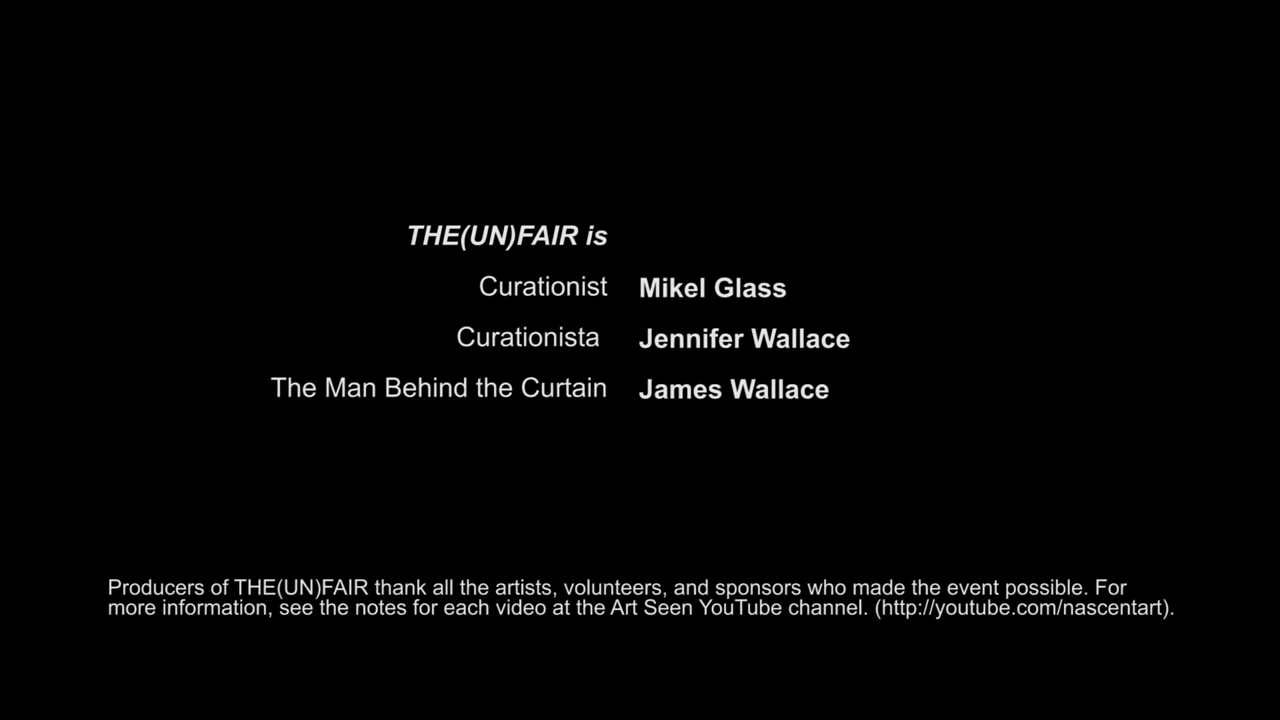 THE(UN)FAIR is
Curationist Mikel Glass
Curationista Jennifer Wallace
The Man Behind the Curtain James Wallace
Producers of THE(UN)FAIR thank all the artists, volunteers, and sponsors who made the event possible. For
more information, see the notes for each video at the Art Seen YouTube channel. (http://youtube.com/nascentart).